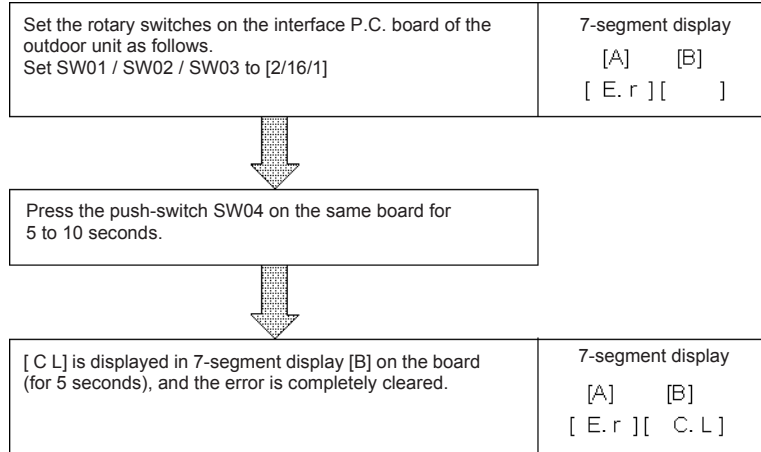 Set the rotary switches on the interface P.C. board of the
outdoor unit as follows.
Set SW01 / SW02 / SW03 to [2/16/1]
7-segment display
[A] [B]
[ E. r ] [ ]
Press the push-switch SW04 on the same board for
5 to 10 seconds.
[ C L] is displayed in 7-segment display [B] on the board
(for 5 seconds), and the error is completely cleared.
7-segment display
[A] [B]
[ E. r ] [ C. L ]